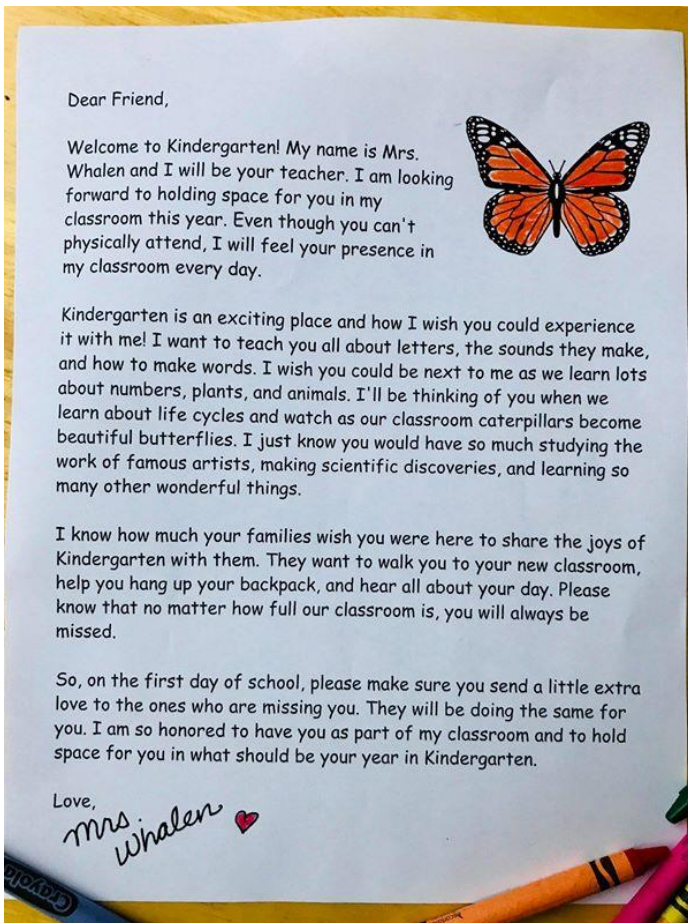 Dear Friend,
Welcome to Kindergarten! My name is Mrs.
Whalen and I will be your teacher. I am looking
forward to holding space for you in my
classroom this year. Even though you can't
physically attend, I will feel your presence in
my classroom every day.
Kindergarten is an exciting place and how I wish you could experience
it with me! I want to teach you all about letters, the sounds they make,
and how to make words. I wish you could be next to me as we learn lots
about numbers, plants, and animals. I'll be thinking of you when we
learn about life cycles and watch as our classroom caterpillars become
beautiful butterflies. I just know you would have so much studying the
work of famous artists, making scientific discoveries, and learning so
many other wonderful things.
I know how much your families wish you were here to share the joys of
Kindergarten with them. They want to walk you to your new classroom,
help you hang up your backpack, and hear all about your day. Please
know that no matter how full our classroom is, you will always be
missed.
So, on the first day of school, please make sure you send a little extra
love to the ones who are missing you. They will be doing the same for
you. I am so honored to have you as part of my classroom and to hold
space for you in what should be your year in Kindergarten.
Love,
Mrs.
Whalen
Crayola